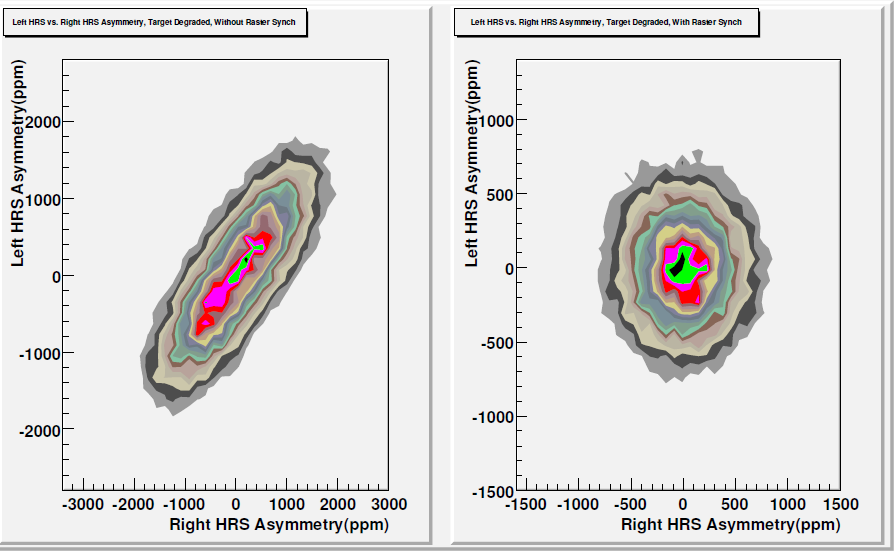 Left HRS vs. Right HRS Asymmetry, Target Degraded, Without Raster Synch
Left HRS Asymmetry(ppm)
2000
1000
0
-1000
-2000
-3000 -2000 -1000 0 1000 2000 3000
Right HRS Asymmetry(ppm)
Left HRS vs. Right HRS Asymmetry, Target Degraded, With Raster Synch
Left HRS Asymmetry(ppm)
1000
500
0
-500
-1000
-1500
-1500 -1000 -500 0 500 1000 1500
Right HRS Asymmetry(ppm)